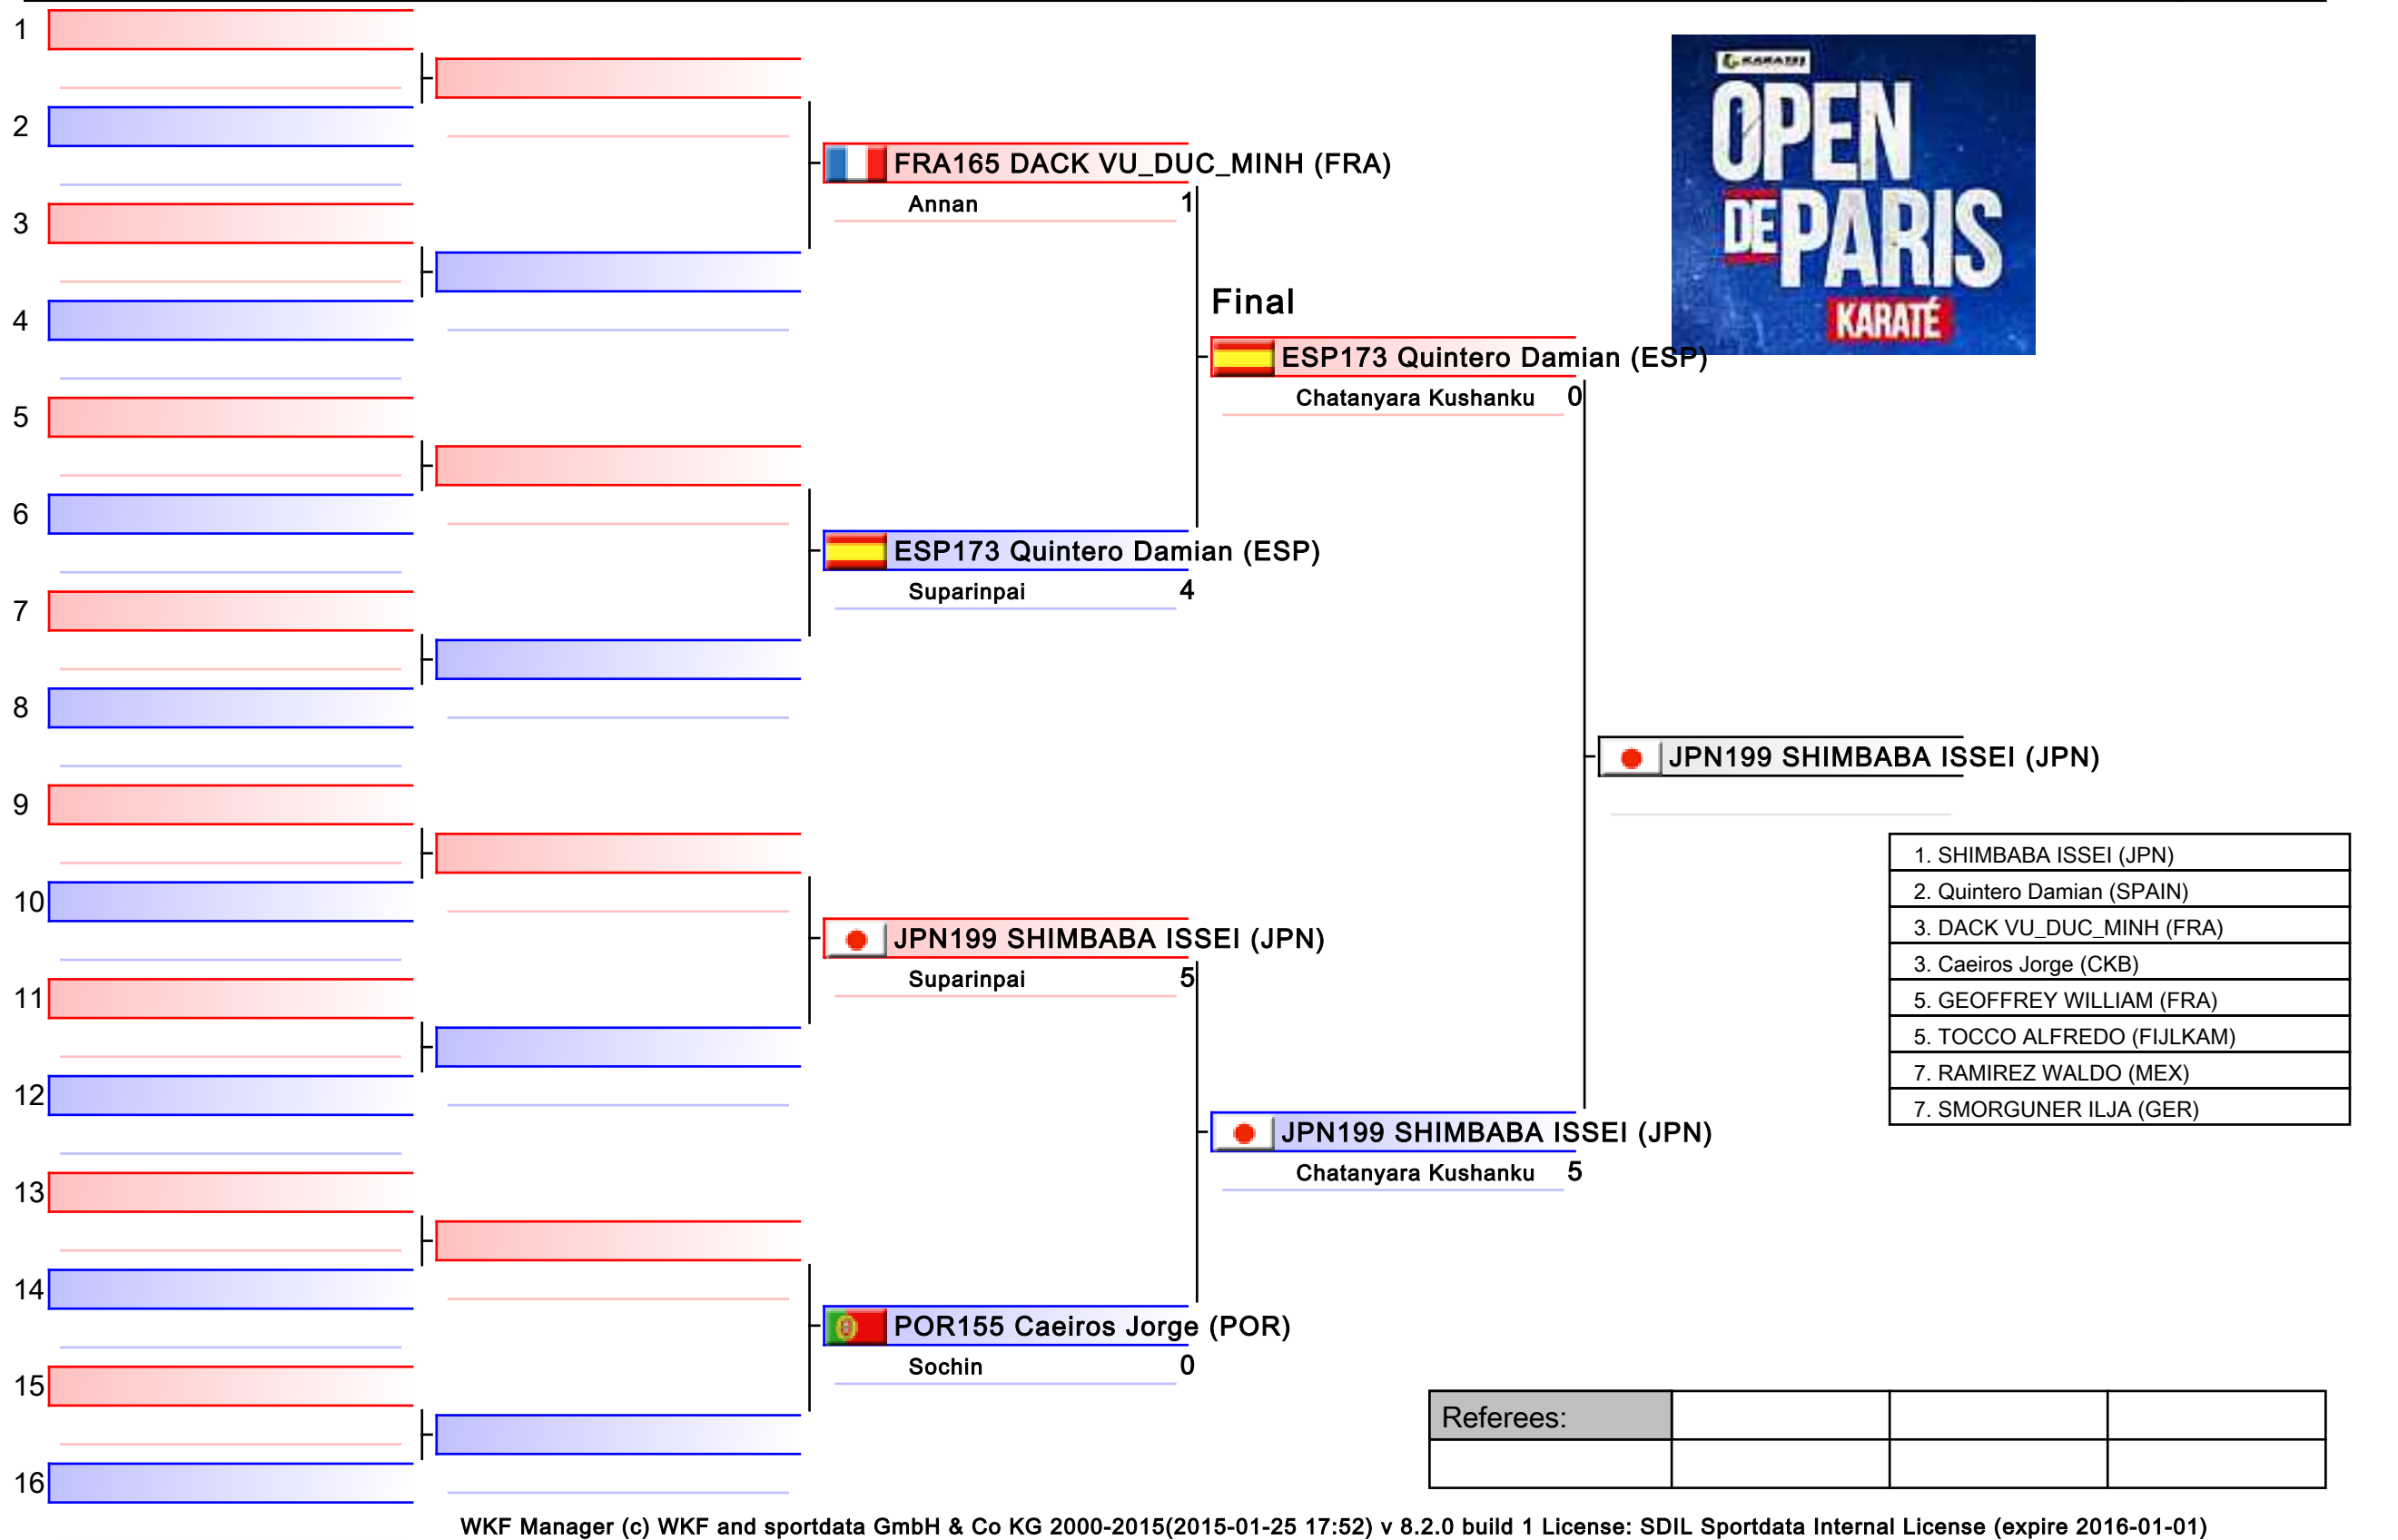 1
2
FRA165 DACK VU_DUC_MINH (FRA)
Annan 1
3
4
Final
ESP173 Quintero Damian (ESP)
Chatanyara Kushanku 0
5
6
ESP173 Quintero Damian (ESP)
Suparinpai 4
7
8
JPN199 SHIMBABA ISSEI (JPN)
9
10
JPN199 SHIMBABA ISSEI (JPN)
Suparinpai 5
11
12
JPN199 SHIMBABA ISSEI (JPN)
Chatanyara Kushanku 5
13
14
POR155 Caeiros Jorge (POR)
Sochin 0
15
16
OPEN
DE PARIS
KARATÉ
1. SHIMBABA ISSEI (JPN)
2. Quintero Damian (SPAIN)
3. DACK VU_DUC_MINH (FRA)
3. Caeiros Jorge (CKB)
5. GEOFFREY WILLIAM (FRA)
5. TOCCO ALFREDO (FIJLKAM)
7. RAMIREZ WALDO (MEX)
7. SMORGUNER ILJA (GER)
Referees:
WKF Manager (c) WKF and sportdata GmbH & Co KG 2000-2015(2015-01-25 17:52) v 8.2.0 build 1 License: SDIL Sportdata Internal License (expire 2016-01-01)